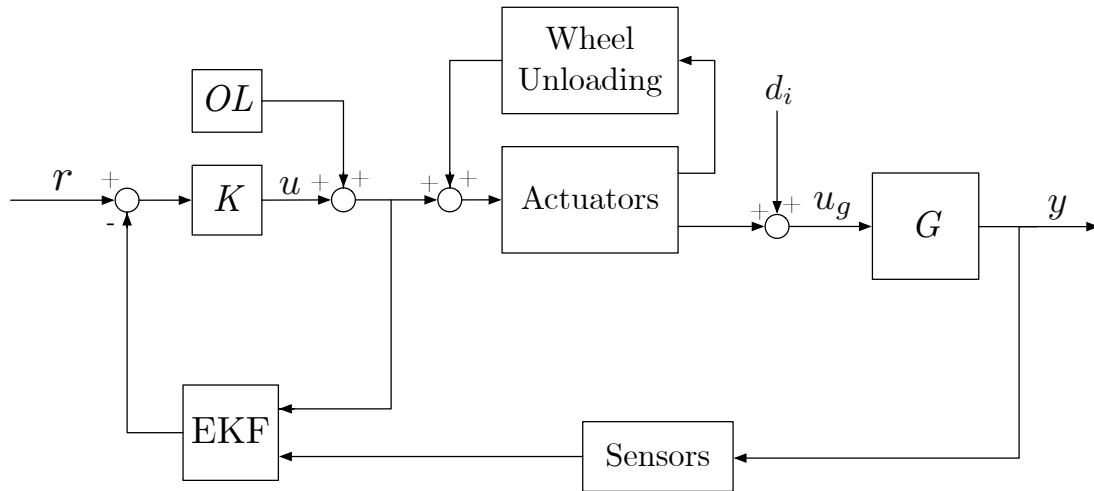 Wheel
Unloading
OL
d_i
r
+
-
K
u
+
+
+
+
Actuators
+
+
u_g
G
y
EKF
Sensors